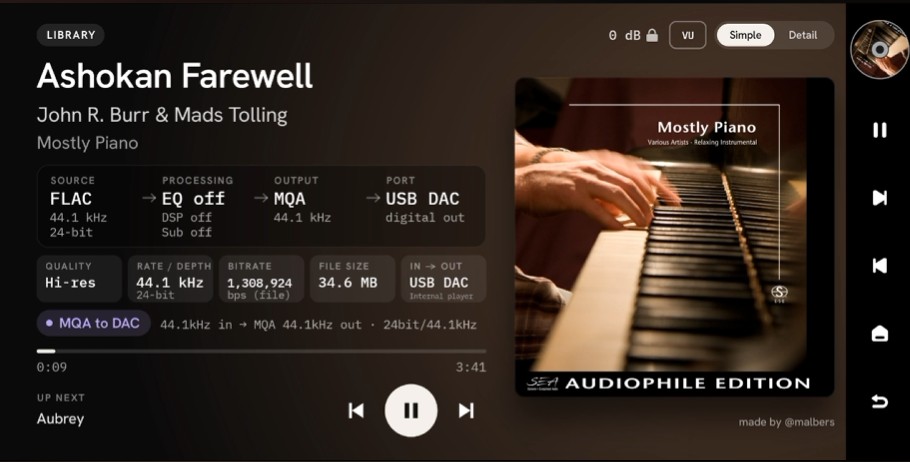 LIBRARY
0 dB
VU
Simple
Detail
Ashokan Farewell
John R. Burr & Mads Tolling
Mostly Piano
SOURCE
FLAC
44.1 kHz
24-bit
→
PROCESSING
EQ off
DSP off
Sub off
→
OUTPUT
MQA
44.1 kHz
→
PORT
USB DAC
digital out
QUALITY
Hi-res
RATE / DEPTH
44.1 kHz
24-bit
BITRATE
1,308,924
bps (file)
FILE SIZE
34.6 MB
IN → OUT
USB DAC
Internal player
MQA to DAC
44.1kHz in → MQA 44.1kHz out · 24bit/44.1kHz
0:09
3:41
UP NEXT
Aubrey
Mostly Piano
Various Artists - Relaxing Instrumental
AUDIOPHILE EDITION
made by @malbers